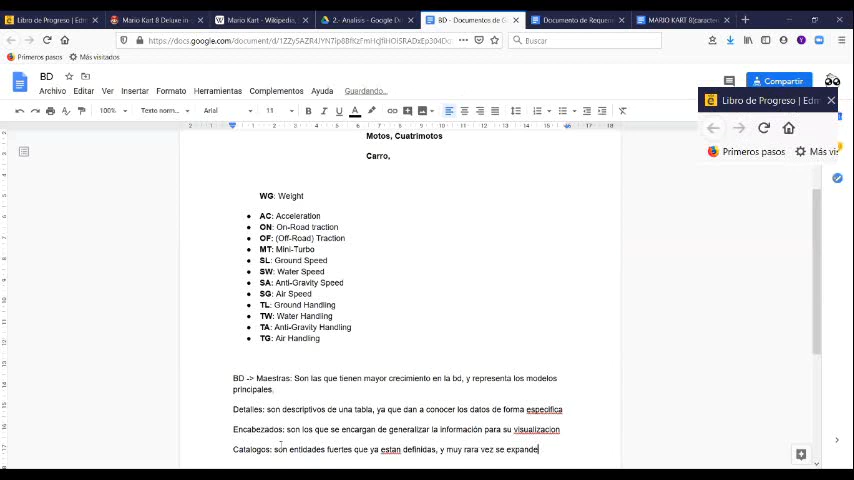 Libro de Progreso | Edm
Mario Kart 8 Deluxe in
Mario Kart - Wikipedia,
2.- Analisis - Google Dri
BD - Documentos de G
Documento de Requerim
MARIO KART 8(caracter
https://docs.google.com/document/d/
Buscar
Primeros pasos
Más visitados
BD
Archivo Editar Ver Insertar Formato Herramientas Complementos Ayuda Guardando...
Compartir
100% Texto norm... Arial 11
Libro de Progreso | Edm
Primeros pasos Más vis
Motos, Cuatrimotos
Carro,
WG: Weight
AC: Acceleration
ON: On-Road traction
OF: (Off-Road) Traction
MT: Mini-Turbo
SL: Ground Speed
SW: Water Speed
SA: Anti-Gravity Speed
SG: Air Speed
TL: Ground Handling
TW: Water Handling
TA: Anti-Gravity Handling
TG: Air Handling
BD -> Maestras: Son las que tienen mayor crecimiento en la bd, y representa los modelos
principales.
Detalles: son descriptivos de una tabla, ya que dan a conocer los datos de forma especifica
Encabezados: son los que se encargan de generalizar la información para su visualizacion
Catalogos: son entidades fuertes que ya estan definidas, y muy rara vez se expande